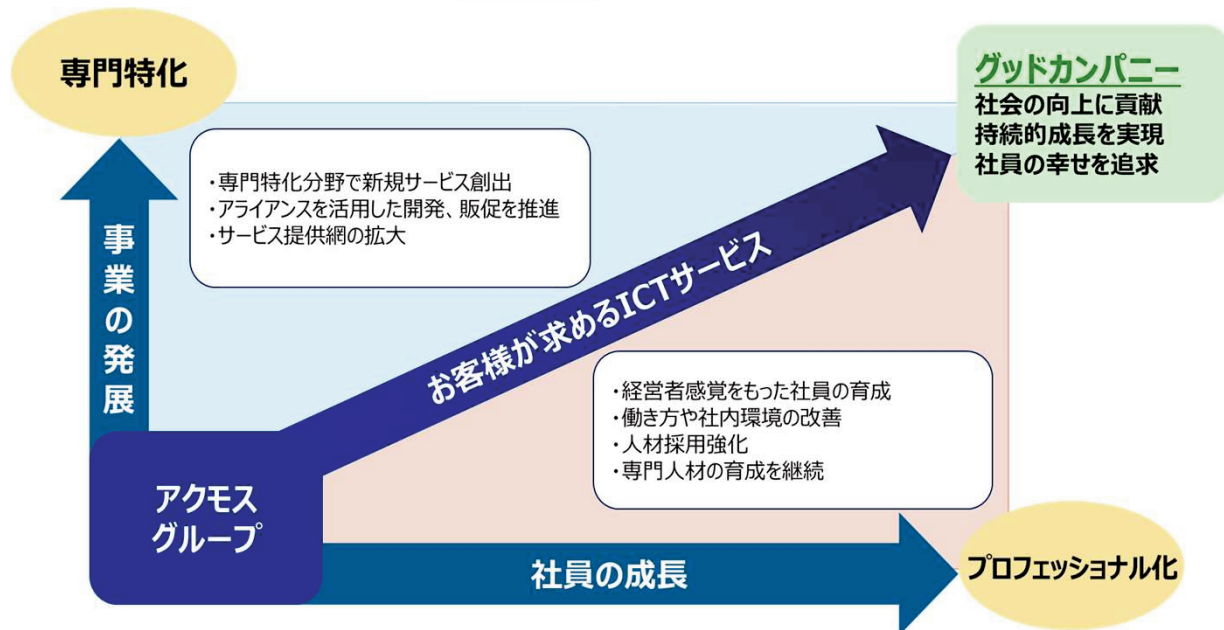 専門特化
グッドカンパニー
社会の向上に貢献
持続的成長を実現
社員の幸せを追求
・専門特化分野で新規サービス創出
・アライアンスを活用した開発、販促を推進
・サービス提供網の拡大
事業の発展
お客様が求めるICTサービス
・経営者感覚をもった社員の育成
・働き方や社内環境の改善
・人材採用強化
・専門人材の育成を継続
アクモス
グループ
社員の成長
プロフェッショナル化